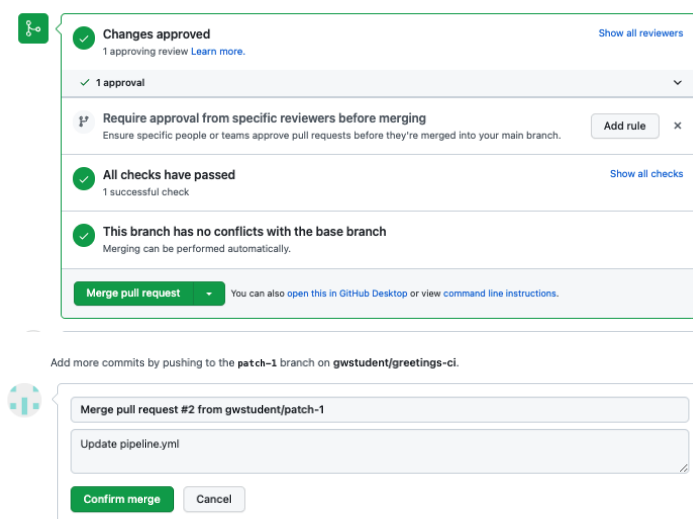 Changes approved
Show all reviewers
1 approving review Learn more.
1 approval
Require approval from specific reviewers before merging
Ensure specific people or teams approve pull requests before they're merged into your main branch.
Add rule
All checks have passed
Show all checks
1 successful check
This branch has no conflicts with the base branch
Merging can be performed automatically.
Merge pull request
You can also open this in GitHub Desktop or view command line instructions.
Add more commits by pushing to the patch-1 branch on gwstudent/greetings-ci.
Merge pull request #2 from gwstudent/patch-1
Update pipeline.yml
Confirm merge
Cancel